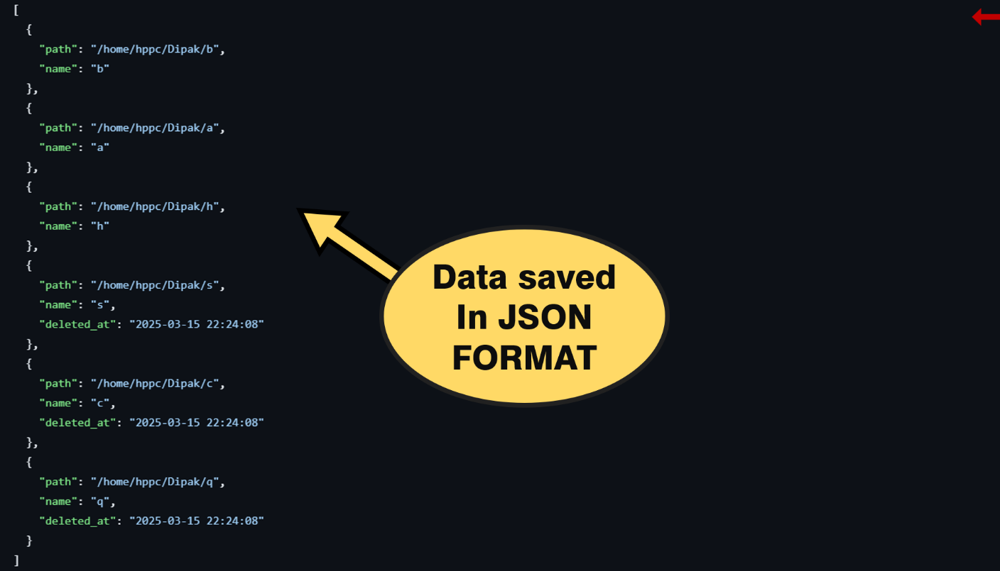 [
  {
    "path": "/home/hppc/Dipak/b",
    "name": "b"
  },
  {
    "path": "/home/hppc/Dipak/a",
    "name": "a"
  },
  {
    "path": "/home/hppc/Dipak/h",
    "name": "h"
  },
  {
    "path": "/home/hppc/Dipak/s",
    "name": "s",
    "deleted_at": "2025-03-15 22:24:08"
  },
  {
    "path": "/home/hppc/Dipak/c",
    "name": "c",
    "deleted_at": "2025-03-15 22:24:08"
  },
  {
    "path": "/home/hppc/Dipak/q",
    "name": "q",
    "deleted_at": "2025-03-15 22:24:08"
  }
]
Data saved
In JSON
FORMAT